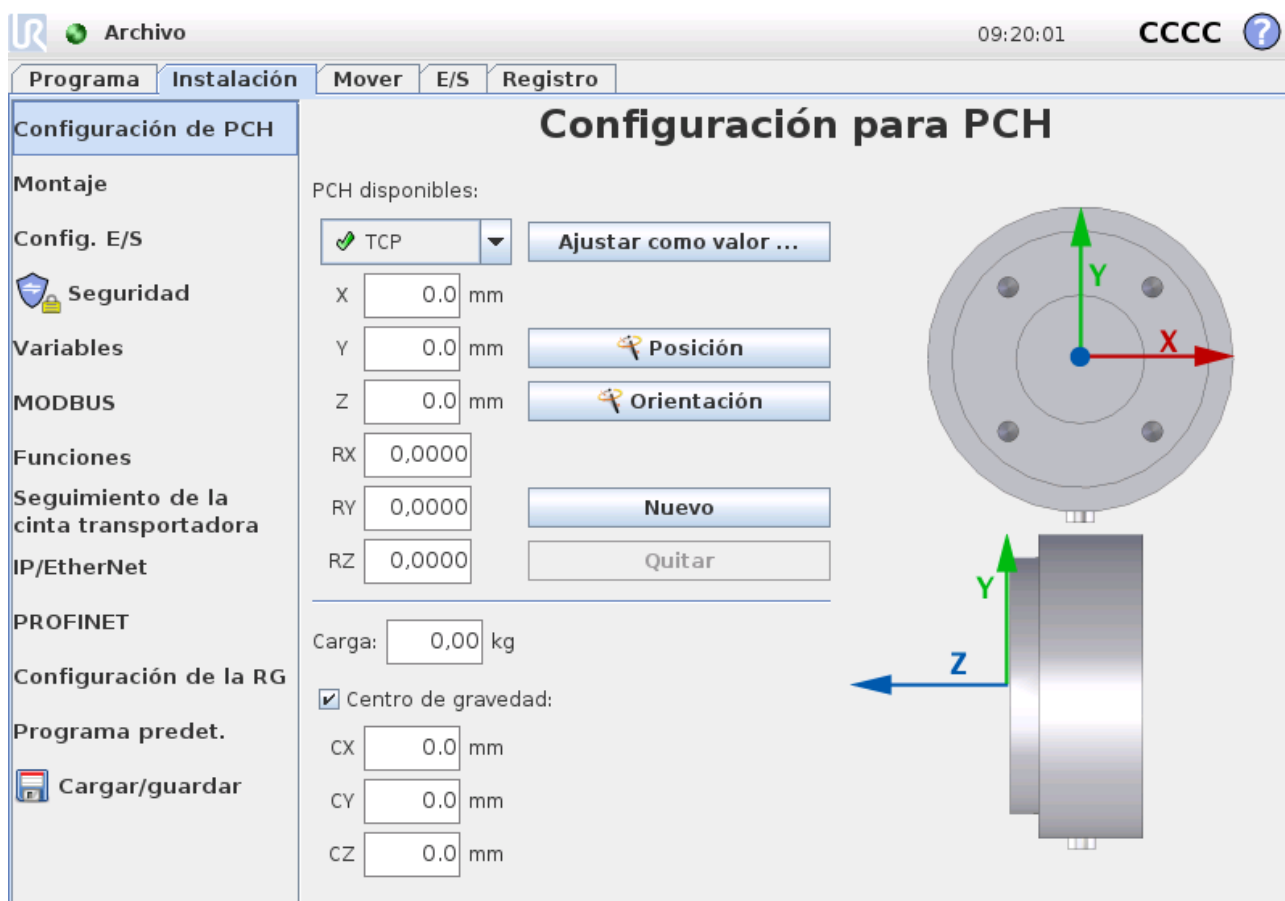 UR Archivo 09:20:01 CCCC ?
Programa Instalación Mover E/S Registro
Configuración de PCH
Montaje
Config. E/S
Seguridad
Variables
MODBUS
Funciones
Seguimiento de la
cinta transportadora
IP/EtherNet
PROFINET
Configuración de la RG
Programa predet.
Cargar/guardar
Configuración para PCH
PCH disponibles:
TCP Ajustar como valor ...
X 0.0 mm
Y 0.0 mm Posición
Z 0.0 mm Orientación
RX 0,0000
RY 0,0000 Nuevo
RZ 0,0000 Quitar
Carga: 0,00 kg
Centro de gravedad:
CX 0.0 mm
CY 0.0 mm
CZ 0.0 mm
Y
X
Y
Z